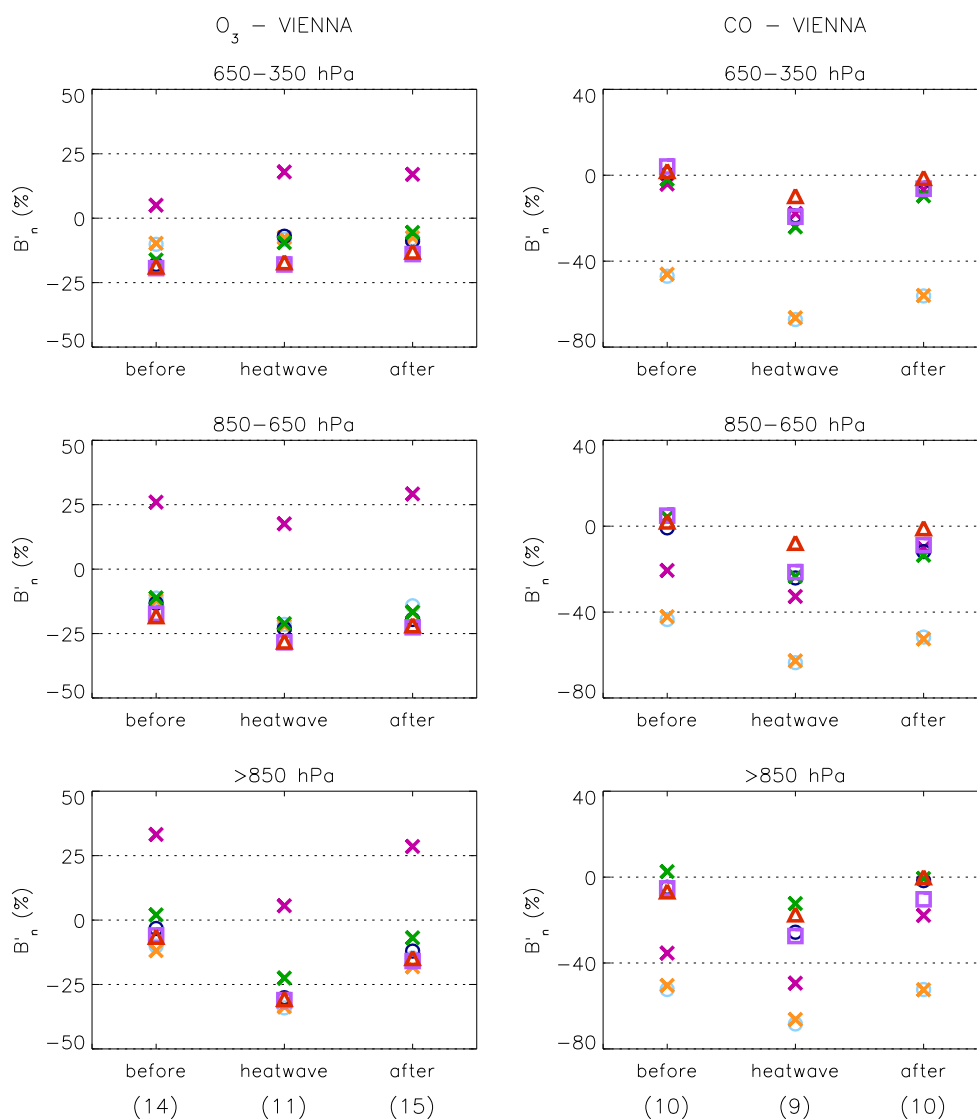 O3 – VIENNA
CO – VIENNA
650–350 hPa
50
25
0
−25
−50
B'n (%)
before heatwave after
650–350 hPa
40
0
−40
−80
B'n (%)
before heatwave after
850–650 hPa
50
25
0
−25
−50
B'n (%)
before heatwave after
850–650 hPa
40
0
−40
−80
B'n (%)
before heatwave after
>850 hPa
50
25
0
−25
−50
B'n (%)
before heatwave after
(14) (11) (15)
>850 hPa
40
0
−40
−80
B'n (%)
before heatwave after
(10) (9) (10)